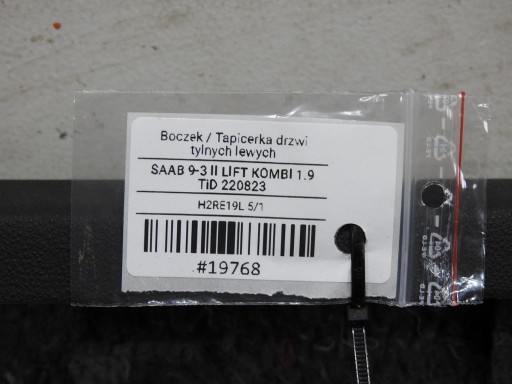 Boczek / Tapicerka drzwi
tylnych lewych
SAAB 9-3 II LIFT KOMBI 1.9
TiD 220823
H2RE19L 5/1
#19768